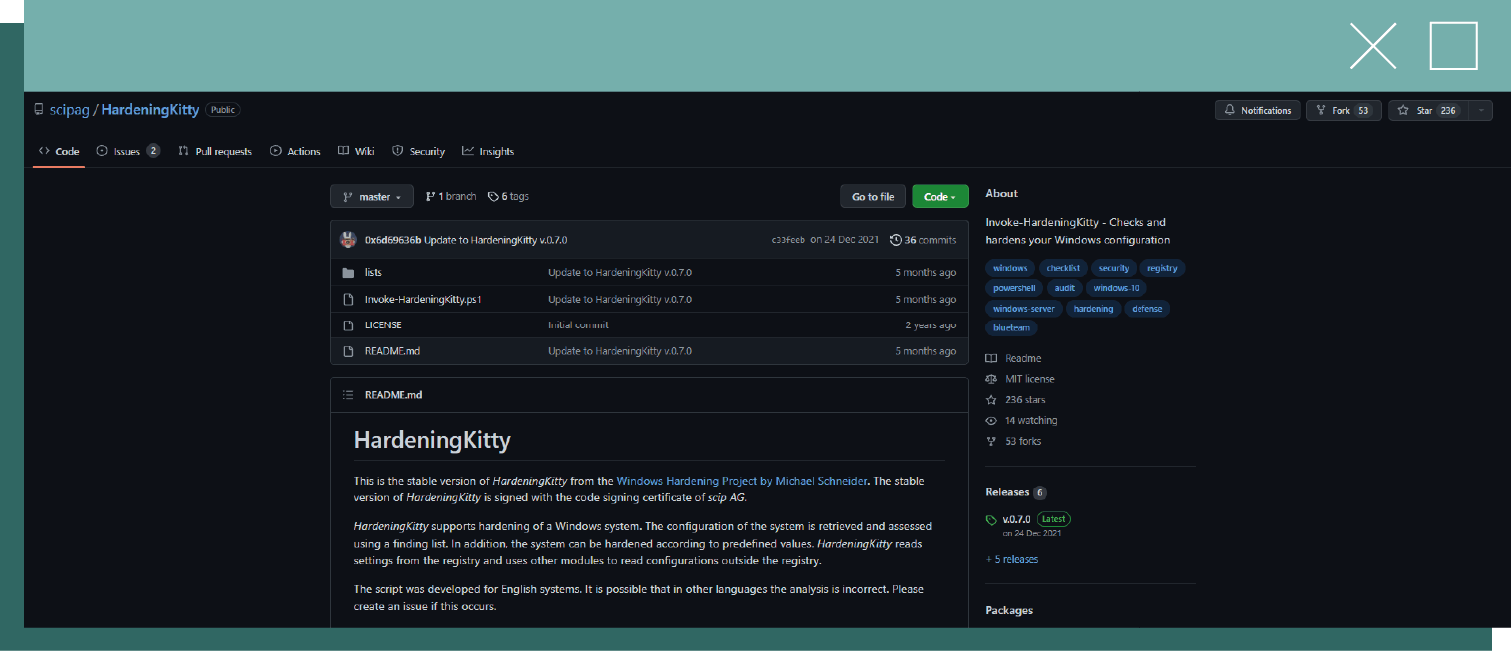 scipag / HardeningKitty Public
Notifications Fork 53 Star 236
Code Issues 2 Pull requests Actions Wiki Security Insights
master 1 branch 6 tags Go to file Code
0x6d69636b Update to HardeningKitty v.0.7.0 c33feeb on 24 Dec 2021 36 commits
lists Update to HardeningKitty v.0.7.0 5 months ago
Invoke-HardeningKitty.ps1 Update to HardeningKitty v.0.7.0 5 months ago
LICENSE Initial commit 2 years ago
README.md Update to HardeningKitty v.0.7.0 5 months ago
README.md
HardeningKitty
This is the stable version of HardeningKitty from the Windows Hardening Project by Michael Schneider. The stable
version of HardeningKitty is signed with the code signing certificate of scip AG.
HardeningKitty supports hardening of a Windows system. The configuration of the system is retrieved and assessed
using a finding list. In addition, the system can be hardened according to predefined values. HardeningKitty reads
settings from the registry and uses other modules to read configurations outside the registry.
The script was developed for English systems. It is possible that in other languages the analysis is incorrect. Please
create an issue if this occurs.
About
Invoke-HardeningKitty - Checks and
hardens your Windows configuration
windows checklist security registry
powershell audit windows-10
windows-server hardening defense
blueteam
Readme
MIT license
236 stars
14 watching
53 forks
Releases 6
v.0.7.0 Latest
on 24 Dec 2021
+ 5 releases
Packages